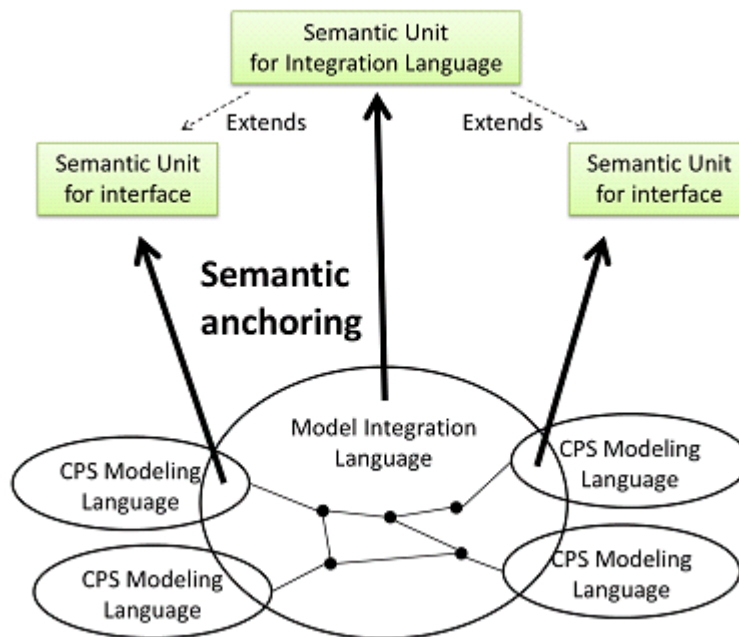 Semantic Unit
for Integration Language
Extends
Extends
Semantic Unit
for interface
Semantic Unit
for interface
Semantic
anchoring
Model Integration
Language
CPS Modeling
Language
CPS Modeling
Language
CPS Modeling
Language
CPS Modeling
Language